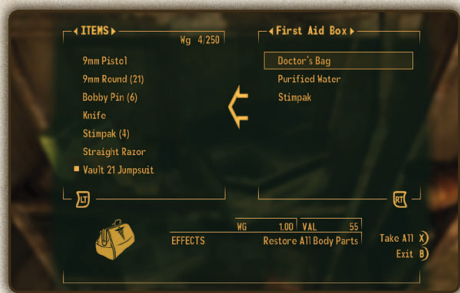 ITEMS
Wg 4/250
9mm Pistol
9mm Round (21)
Bobby Pin (6)
Knife
Stimpak (4)
Straight Razor
Vault 21 Jumpsuit
LT
First Aid Box
Doctor's Bag
Purified Water
Stimpak
RT
WG 1.00 VAL 55
EFFECTS Restore All Body Parts
Take All X)
Exit B)